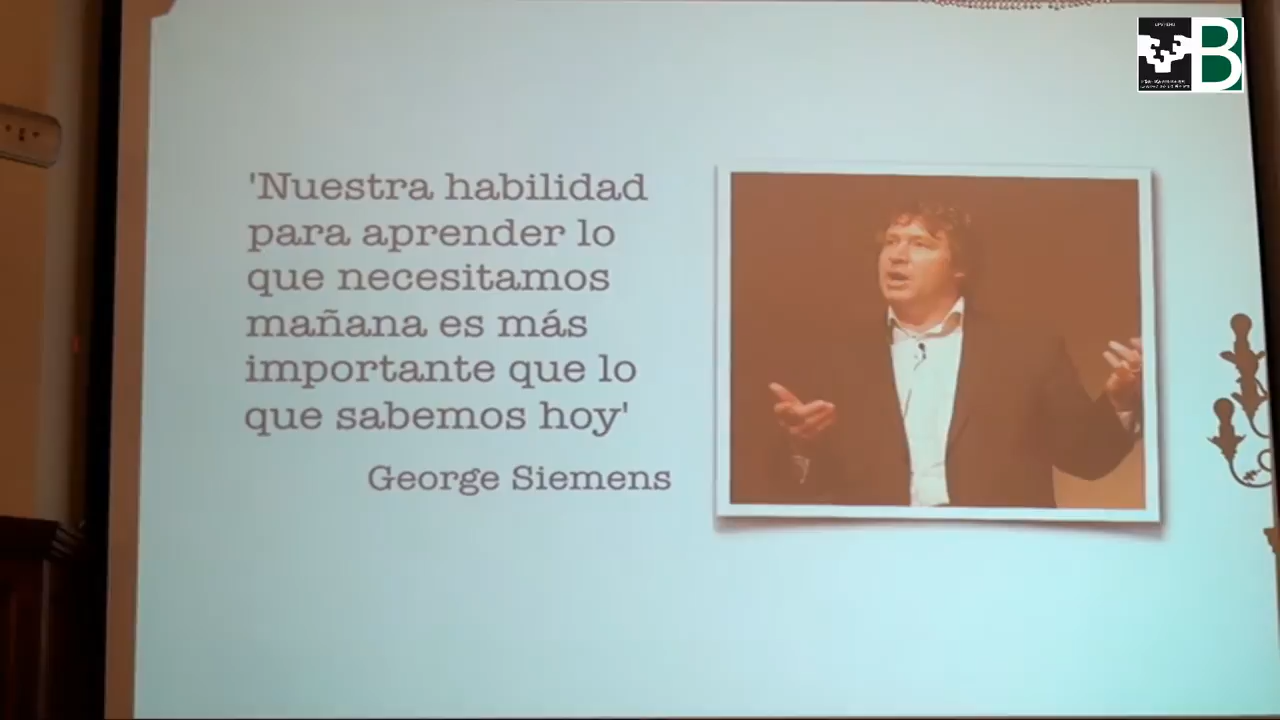 'Nuestra habilidad
para aprender lo
que necesitamos
mañana es más
importante que lo
que sabemos hoy'
George Siemens
B